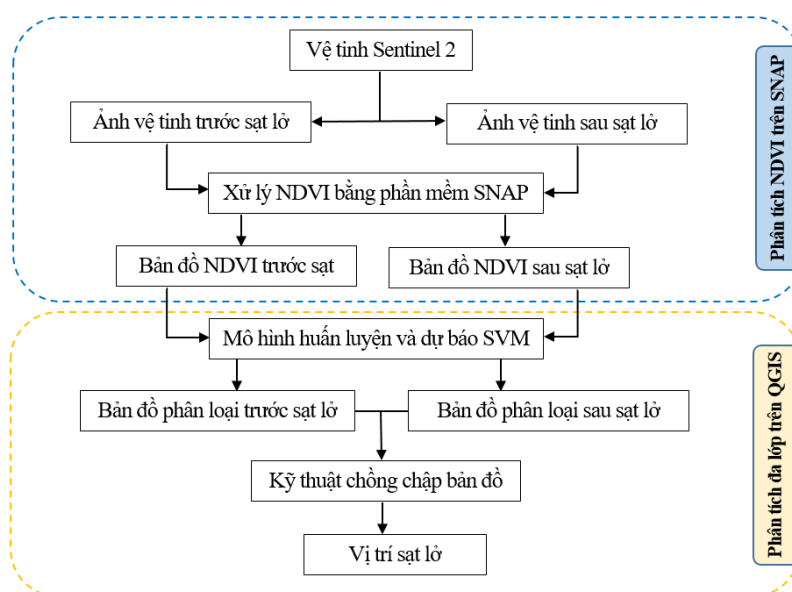 Vệ tinh Sentinel 2
Ảnh vệ tinh trước sạt lở
Ảnh vệ tinh sau sạt lở
Xử lý NDVI bằng phần mềm SNAP
Bản đồ NDVI trước sạt
Bản đồ NDVI sau sạt lở
Phân tích NDVI trên SNAP
Mô hình huấn luyện và dự báo SVM
Bản đồ phân loại trước sạt lở
Bản đồ phân loại sau sạt lở
Kỹ thuật chồng chập bản đồ
Vị trí sạt lở
Phân tích đa lớp trên QGIS